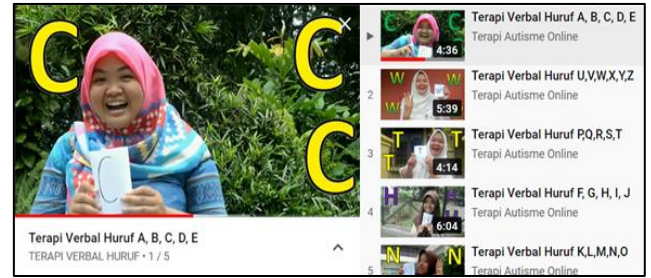 C
C
C
C
×
Terapi Verbal Huruf A, B, C, D, E
TERAPI VERBAL HURUF • 1 / 5
C C
4:36
Terapi Verbal Huruf A, B, C, D, E
Terapi Autisme Online
2
W W
W
5:39
Terapi Verbal Huruf U,V,W,X,Y,Z
Terapi Autisme Online
3
T T
T
T
4:14
Terapi Verbal Huruf P,Q,R,S,T
Terapi Autisme Online
4
H H
6:04
Terapi Verbal Huruf F, G, H, I, J
Terapi Autisme Online
5
N N
Terapi Verbal Huruf K,L,M,N,O
Terapi Autisme Online